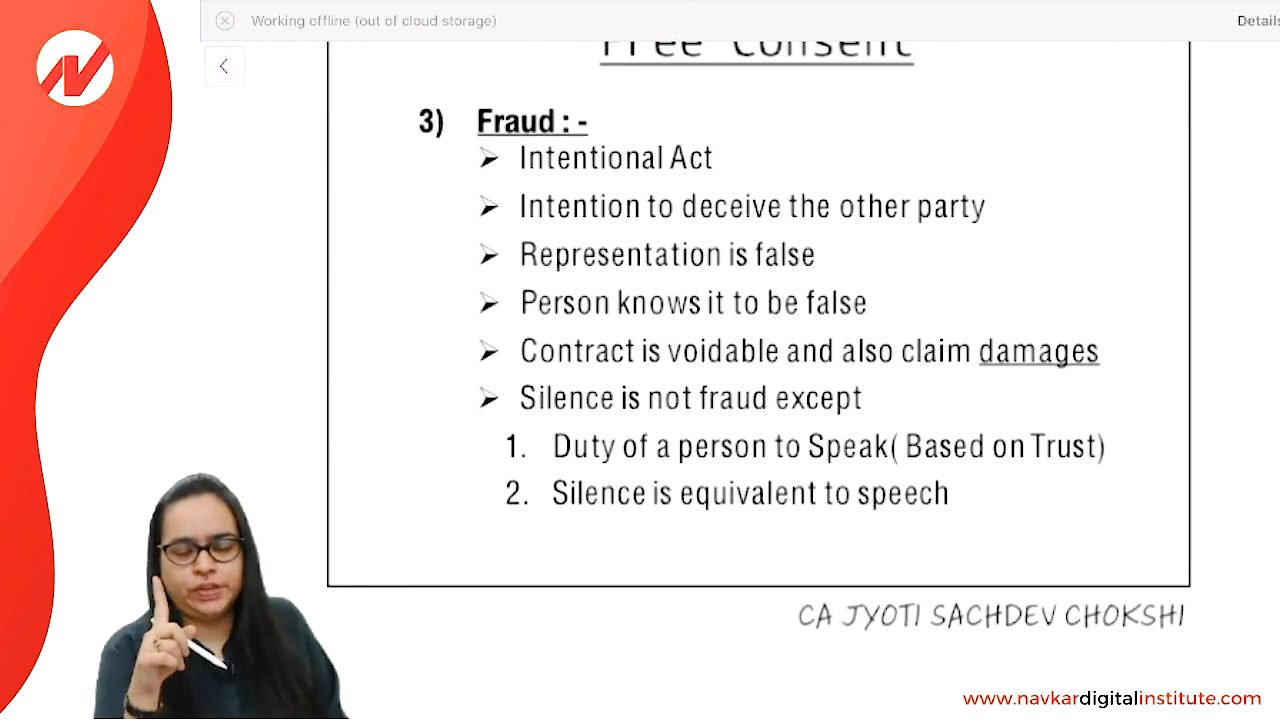 Working offline (out of cloud storage)
Details
Free Consent
3) Fraud : -
➢ Intentional Act
➢ Intention to deceive the other party
➢ Representation is false
➢ Person knows it to be false
➢ Contract is voidable and also claim damages
➢ Silence is not fraud except
1. Duty of a person to Speak( Based on Trust)
2. Silence is equivalent to speech
CA JYOTI SACHDEV CHOKSHI
www.navkardigitalinstitute.com